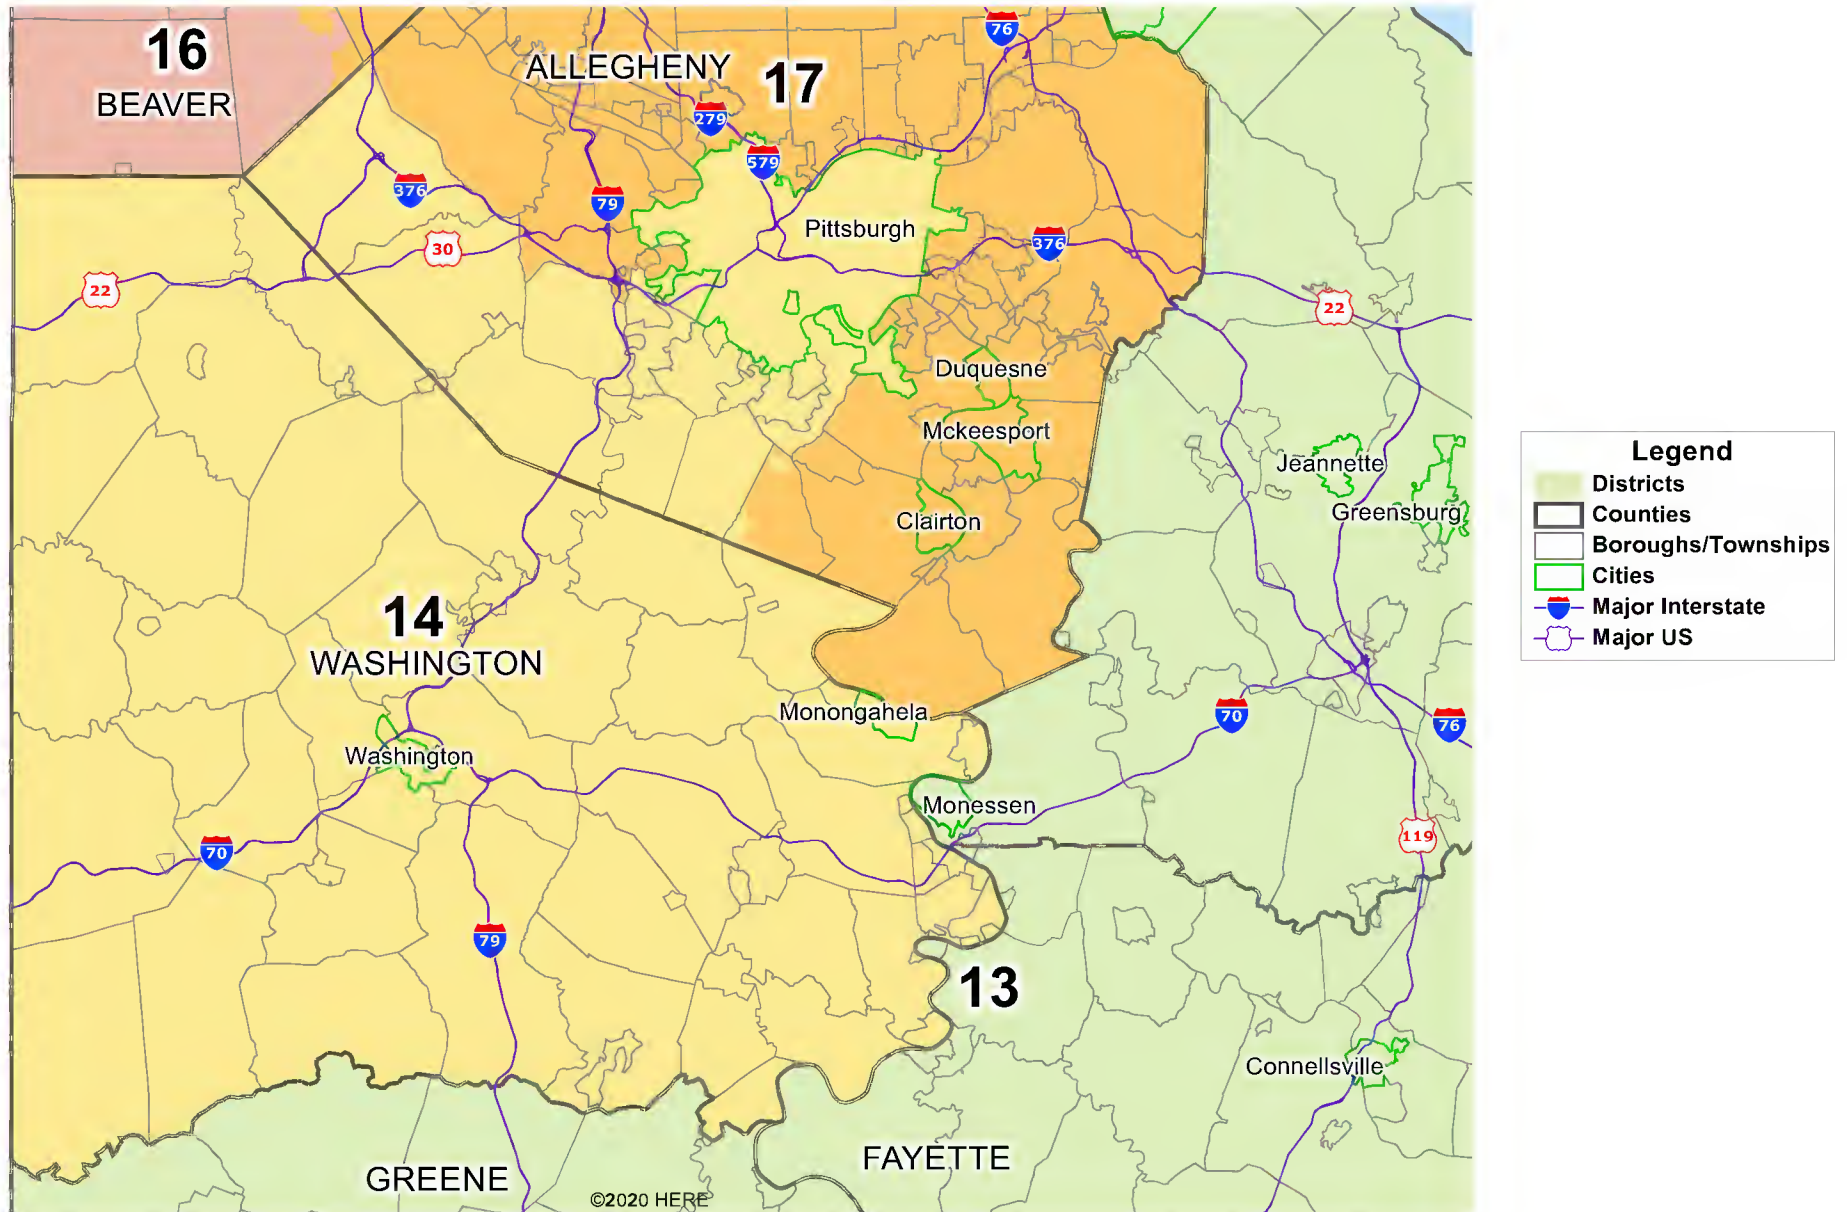 16
BEAVER
ALLEGHENY
17
76
279
579
376
79
Pittsburgh
30
376
22
22
Duquesne
Mckeesport
Jeannette
Greensburg
Clairton
14
WASHINGTON
Monongahela
70
76
Washington
Monessen
70
119
79
13
Connellsville
FAYETTE
GREENE
©2020 HERE
Legend
Districts
Counties
Boroughs/Townships
Cities
Major Interstate
Major US